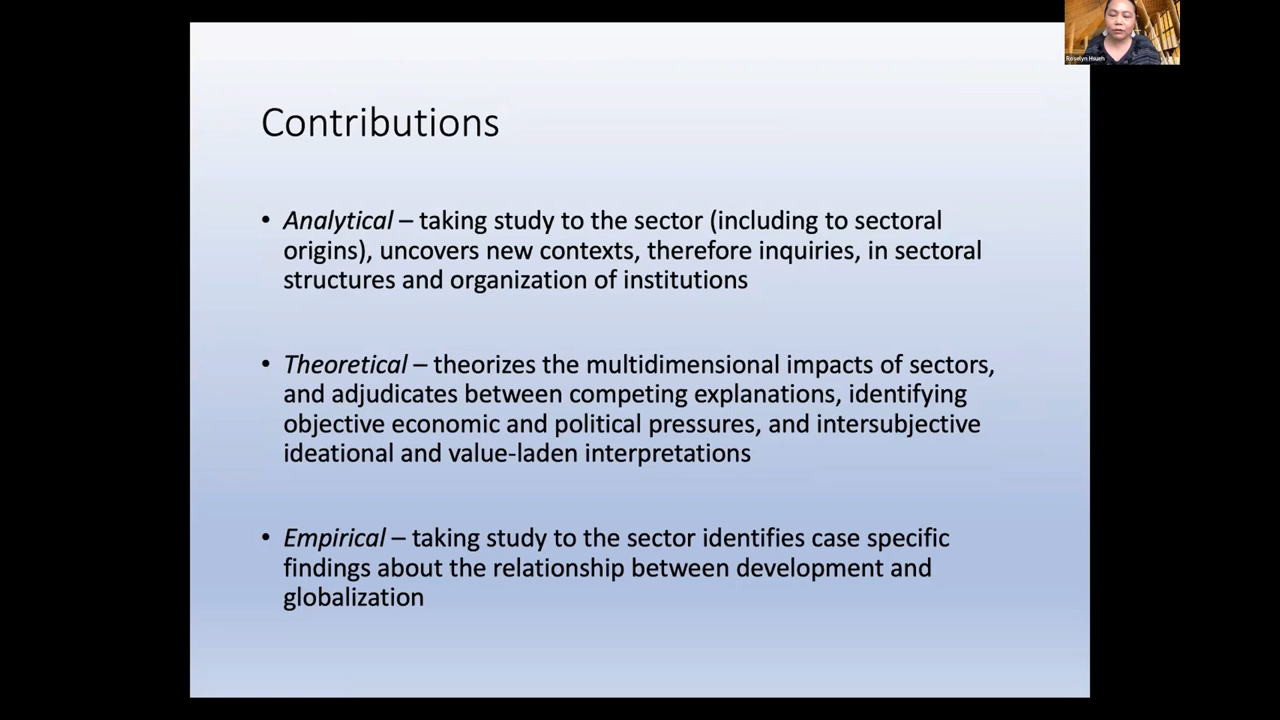 Roselyn Hsueh
Contributions
• Analytical – taking study to the sector (including to sectoral
origins), uncovers new contexts, therefore inquiries, in sectoral
structures and organization of institutions
• Theoretical – theorizes the multidimensional impacts of sectors,
and adjudicates between competing explanations, identifying
objective economic and political pressures, and intersubjective
ideational and value-laden interpretations
• Empirical – taking study to the sector identifies case specific
findings about the relationship between development and
globalization